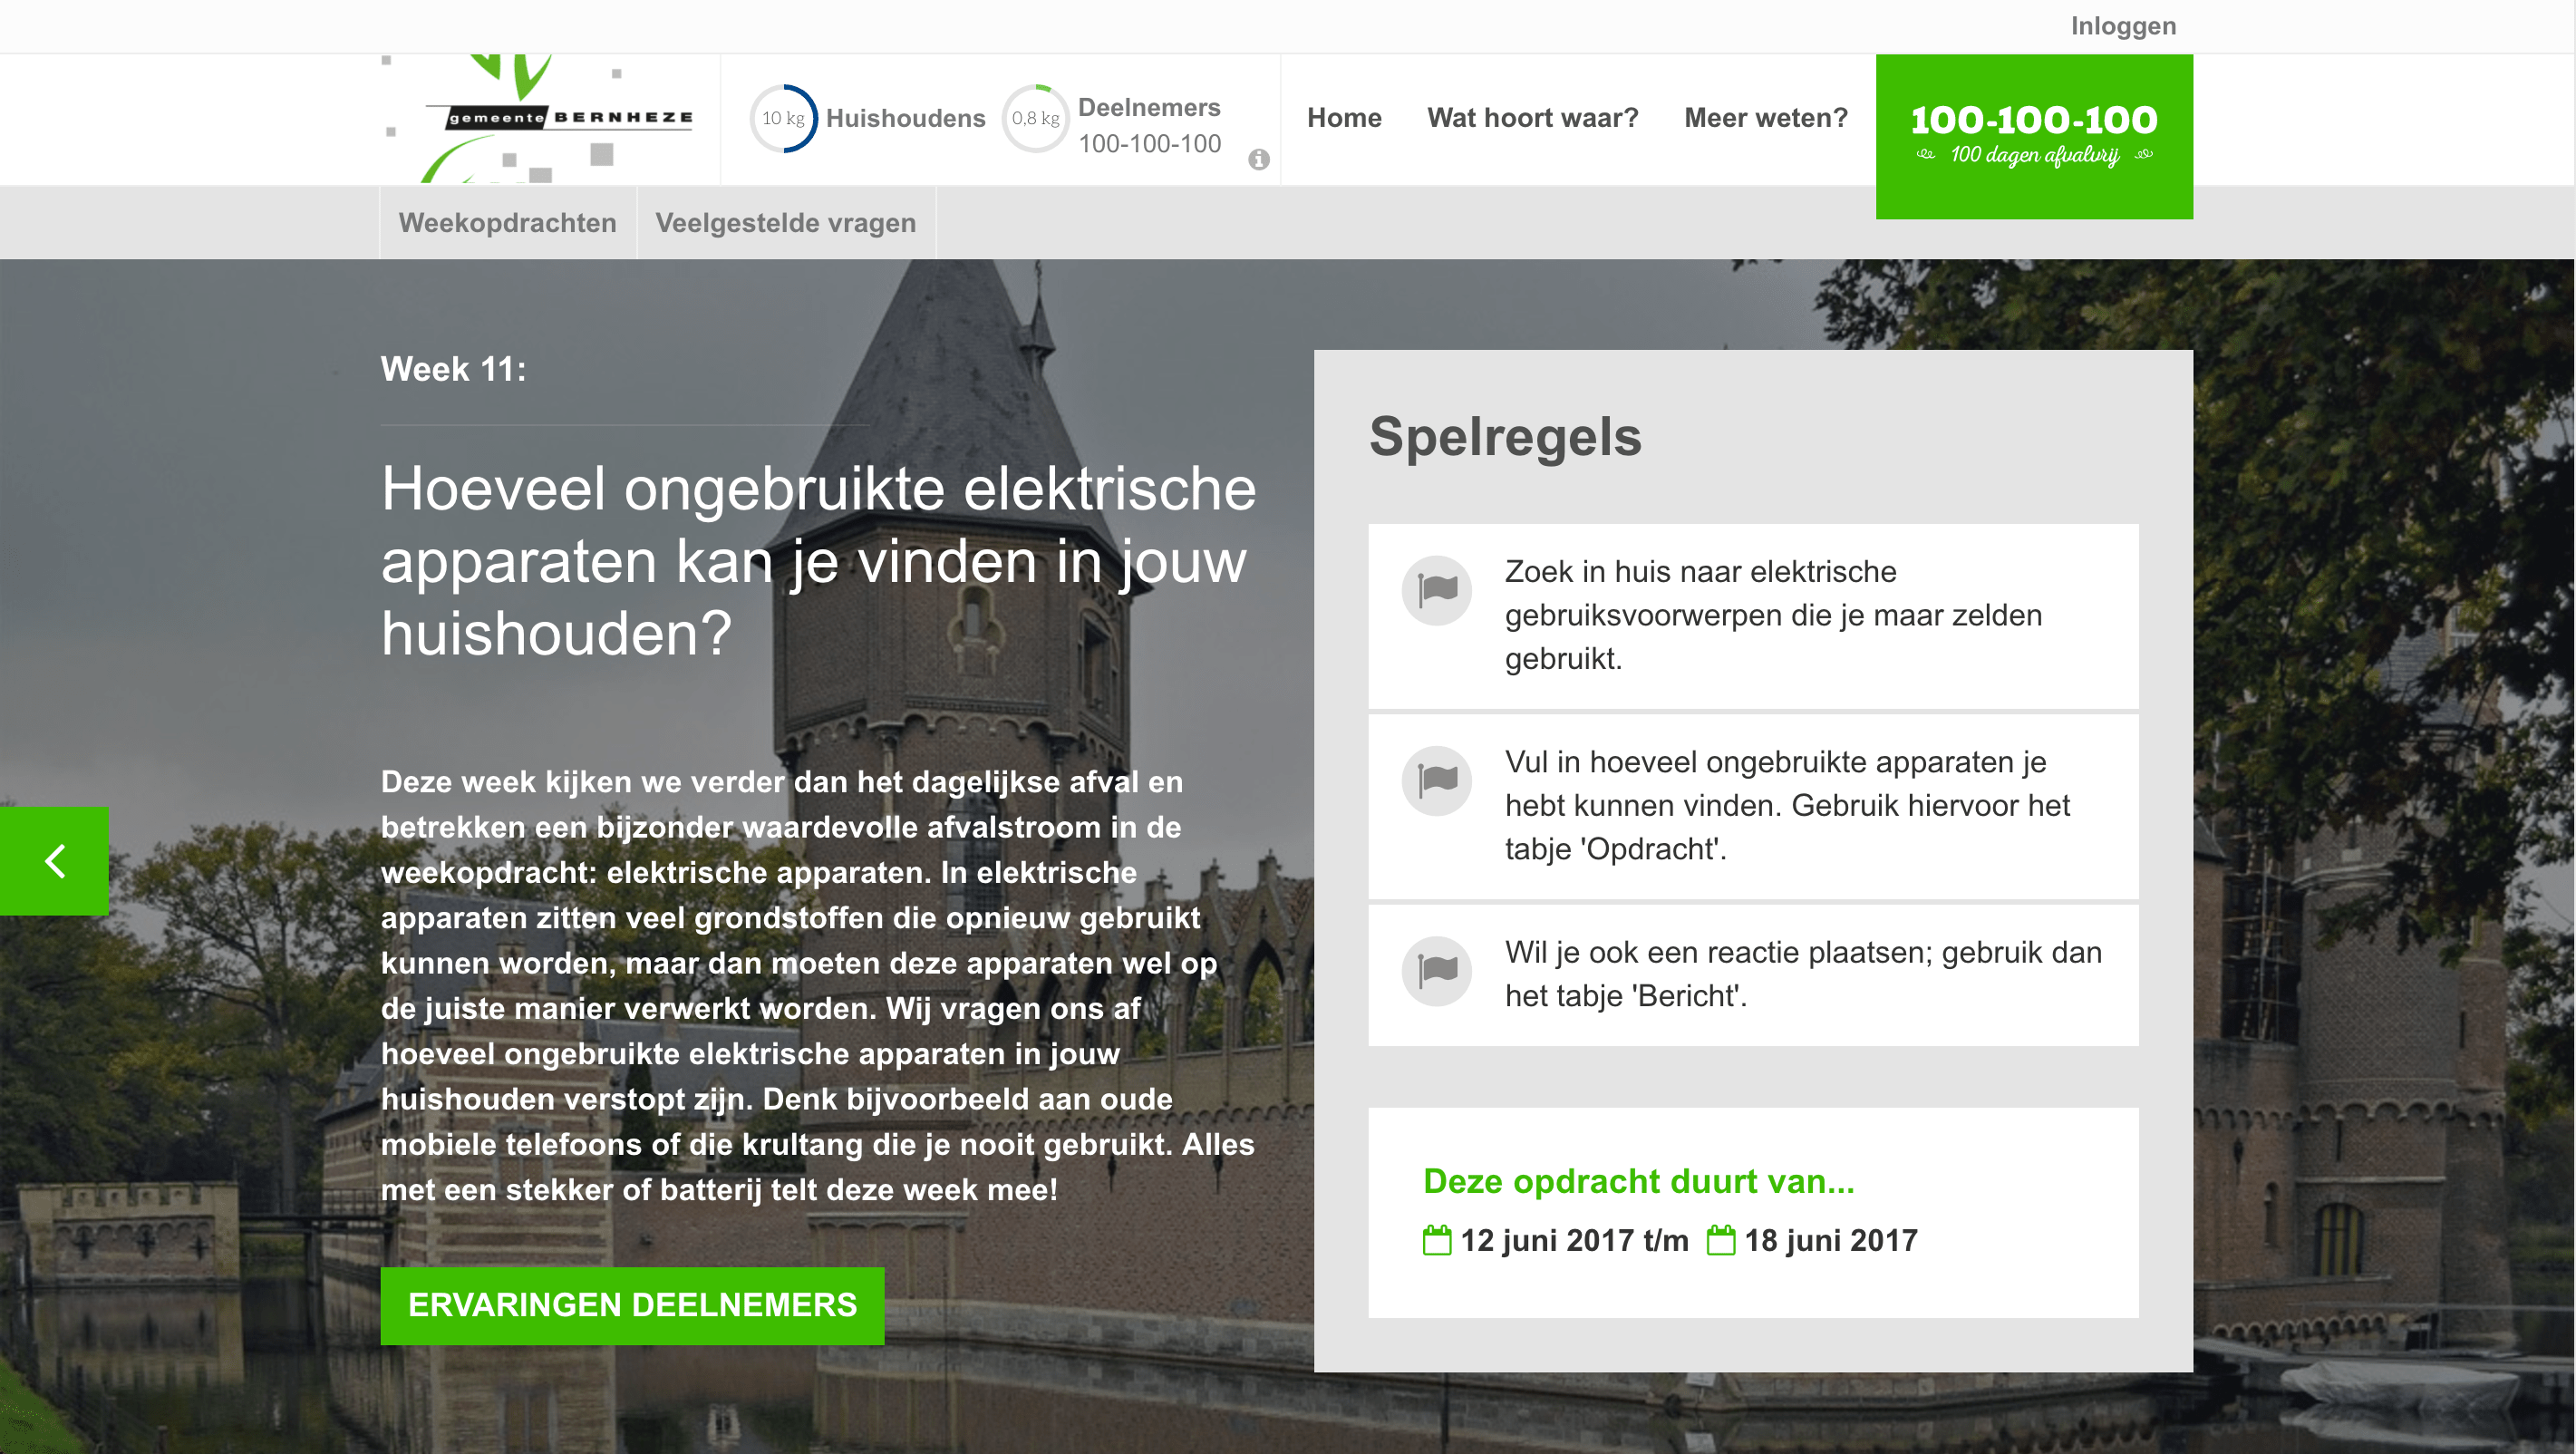 Inloggen
gemeente BERNHEZE
10 kg Huishoudens
0,8 kg Deelnemers
100-100-100
Home Wat hoort waar? Meer weten?
100-100-100
100 dagen afvalvrij
Weekopdrachten Veelgestelde vragen
Week 11:
Hoeveel ongebruikte elektrische
apparaten kan je vinden in jouw
huishouden?
Deze week kijken we verder dan het dagelijkse afval en
betrekken een bijzonder waardevolle afvalstroom in de
weekopdracht: elektrische apparaten. In elektrische
apparaten zitten veel grondstoffen die opnieuw gebruikt
kunnen worden, maar dan moeten deze apparaten wel op
de juiste manier verwerkt worden. Wij vragen ons af
hoeveel ongebruikte elektrische apparaten in jouw
huishouden verstopt zijn. Denk bijvoorbeeld aan oude
mobiele telefoons of die krultang die je nooit gebruikt. Alles
met een stekker of batterij telt deze week mee!
ERVARINGEN DEELNEMERS
Spelregels
Zoek in huis naar elektrische
gebruiksvoorwerpen die je maar zelden
gebruikt.
Vul in hoeveel ongebruikte apparaten je
hebt kunnen vinden. Gebruik hiervoor het
tabje 'Opdracht'.
Wil je ook een reactie plaatsen; gebruik dan
het tabje 'Bericht'.
Deze opdracht duurt van...
12 juni 2017 t/m 18 juni 2017